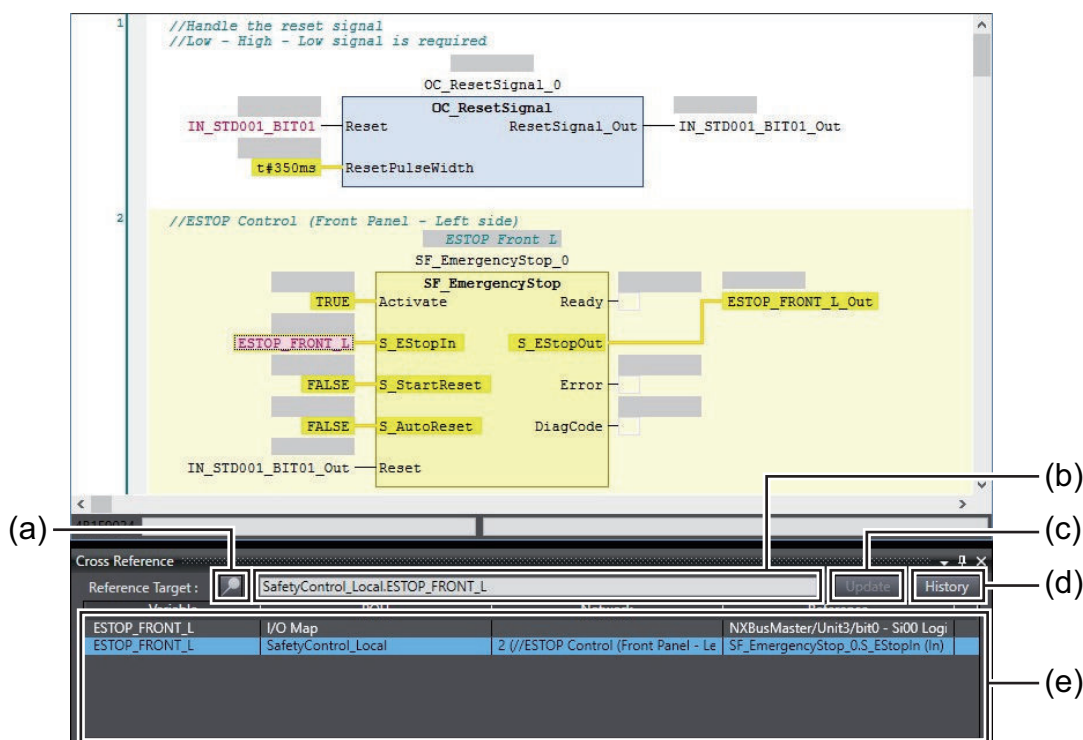 1
//Handle the reset signal
//Low - High - Low signal is required
OC_ResetSignal_0
OC_ResetSignal
IN_STD001_BIT01 Reset ResetSignal_Out IN_STD001_BIT01_Out
t#350ms ResetPulseWidth
2
//ESTOP Control (Front Panel - Left side)
ESTOP Front L
SF_EmergencyStop_0
SF_EmergencyStop
TRUE Activate Ready ESTOP_FRONT_L_Out
ESTOP_FRONT_L S_EStopIn S_EStopOut
FALSE S_StartReset Error
FALSE S_AutoReset DiagCode
IN_STD001_BIT01_Out Reset
(b)
(a)
(c)
Cross Reference
Reference Target : SafetyControl_Local.ESTOP_FRONT_L Update History (d)
Variable POU Network Reference
ESTOP_FRONT_L I/O Map NXBusMaster/Unit3/bit0 - Si00 Logi
ESTOP_FRONT_L SafetyControl_Local 2 (//ESTOP Control (Front Panel - Le SF_EmergencyStop_0.S_EStopIn (In)
(e)